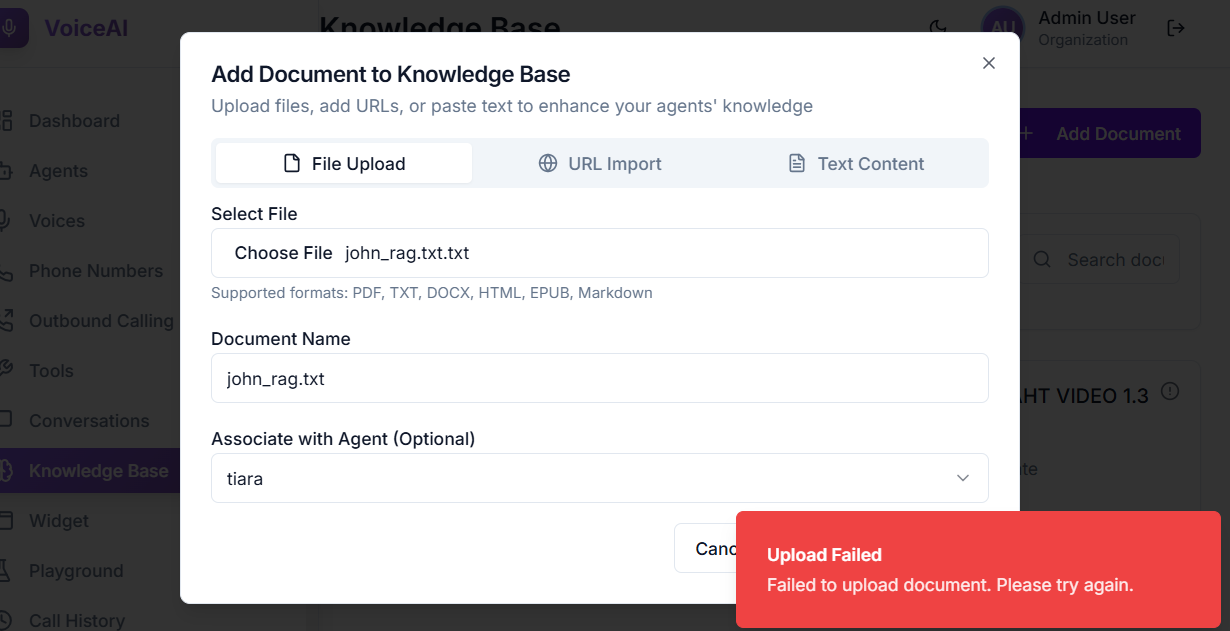 VoiceAI
Knowledge Base
AU
Admin User
Organization
Dashboard
Agents
Voices
Phone Numbers
Outbound Calling
Tools
Conversations
Knowledge Base
Widget
Playground
Call History
Add Document to Knowledge Base
Upload files, add URLs, or paste text to enhance your agents' knowledge
File Upload
URL Import
Text Content
Select File
Choose File john_rag.txt.txt
Supported formats: PDF, TXT, DOCX, HTML, EPUB, Markdown
Document Name
john_rag.txt
Associate with Agent (Optional)
tiara
Canc
+ Add Document
Search docu
AHT VIDEO 1.3
Upload Failed
Failed to upload document. Please try again.